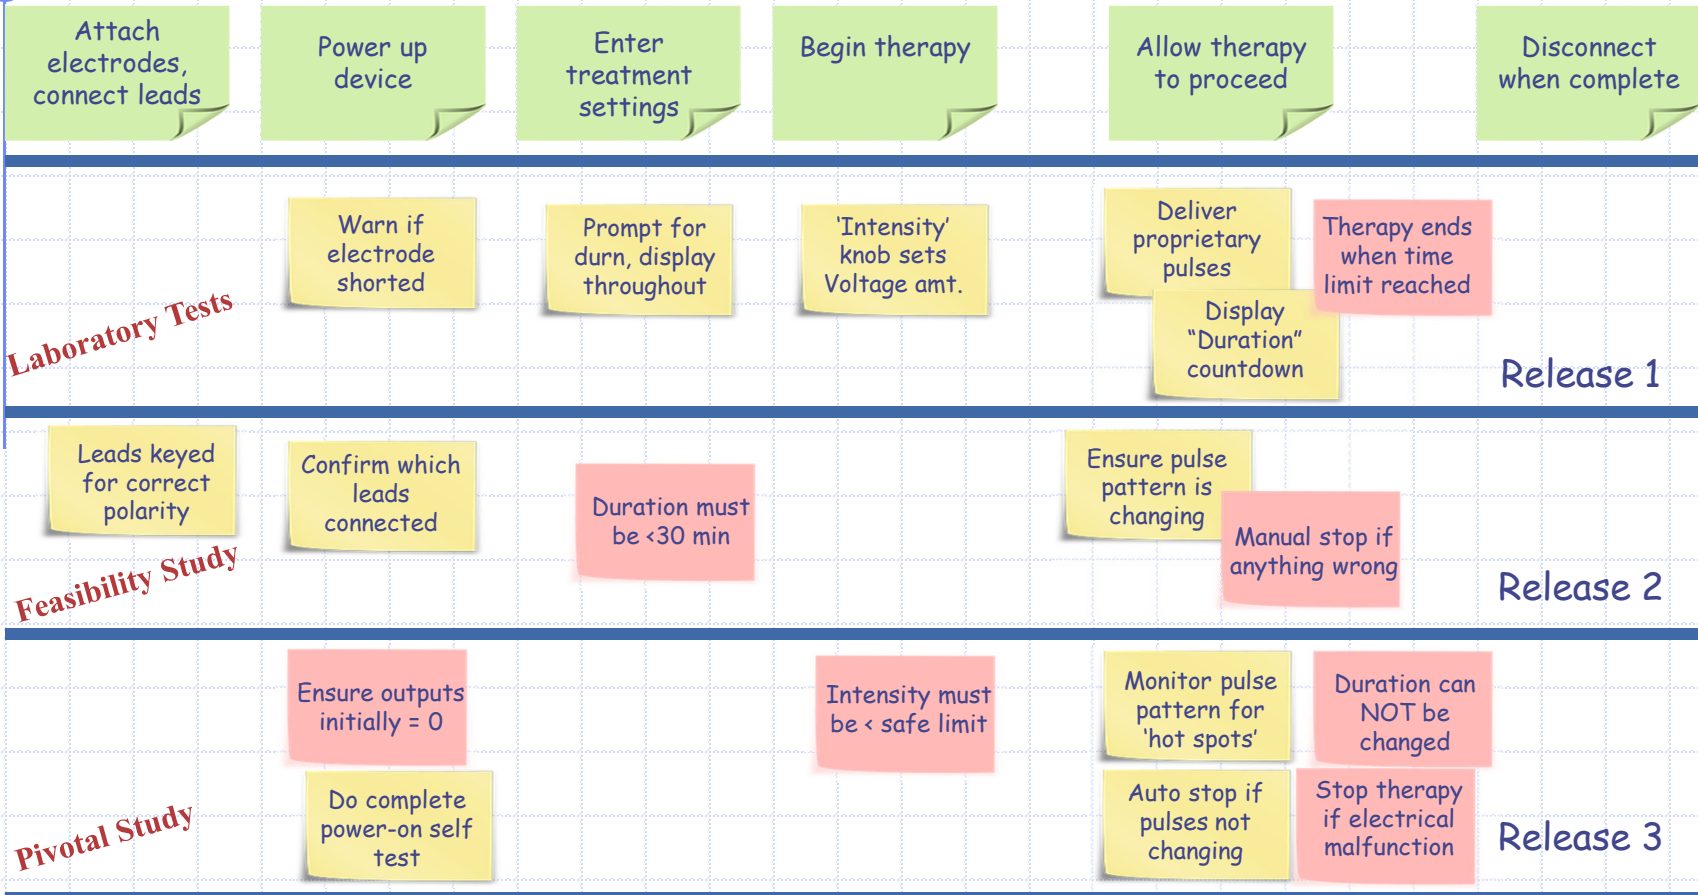 Attach
electrodes,
connect leads
Power up
device
Enter
treatment
settings
Begin therapy
Allow therapy
to proceed
Disconnect
when complete
Warn if
electrode
shorted
Prompt for
durn, display
throughout
‘Intensity’
knob sets
Voltage amt.
Deliver
proprietary
pulses
Therapy ends
when time
limit reached
Display
“Duration”
countdown
Laboratory Tests
Release 1
Leads keyed
for correct
polarity
Confirm which
leads
connected
Duration must
be <30 min
Ensure pulse
pattern is
changing
Manual stop if
anything wrong
Feasibility Study
Release 2
Ensure outputs
initially = 0
Do complete
power-on self
test
Intensity must
be < safe limit
Monitor pulse
pattern for
‘hot spots’
Duration can
NOT be
changed
Auto stop if
pulses not
changing
Stop therapy
if electrical
malfunction
Pivotal Study
Release 3